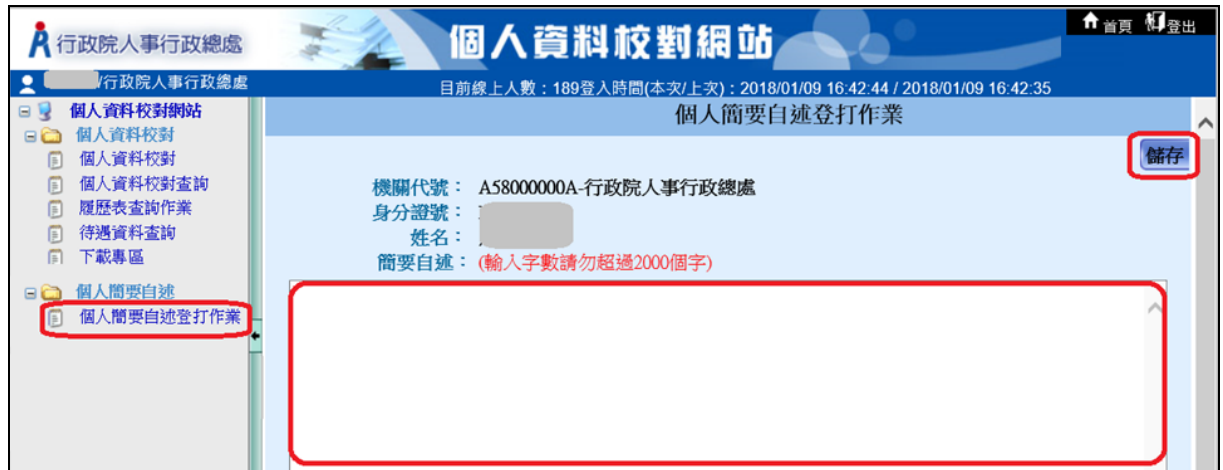 行政院人事行政總處
個人資料校對網站
首頁 登出
/行政院人事行政總處
目前線上人數：189登入時間(本次/上次)：2018/01/09 16:42:44 / 2018/01/09 16:42:35
個人資料校對網站
個人資料校對
個人資料校對
個人資料校對查詢
履歷表查詢作業
待遇資料查詢
下載專區
個人簡要自述
個人簡要自述登打作業
個人簡要自述登打作業
儲存
機關代號： A58000000A-行政院人事行政總處
身分證號：
姓名：
簡要自述： (輸入字數請勿超過2000個字)